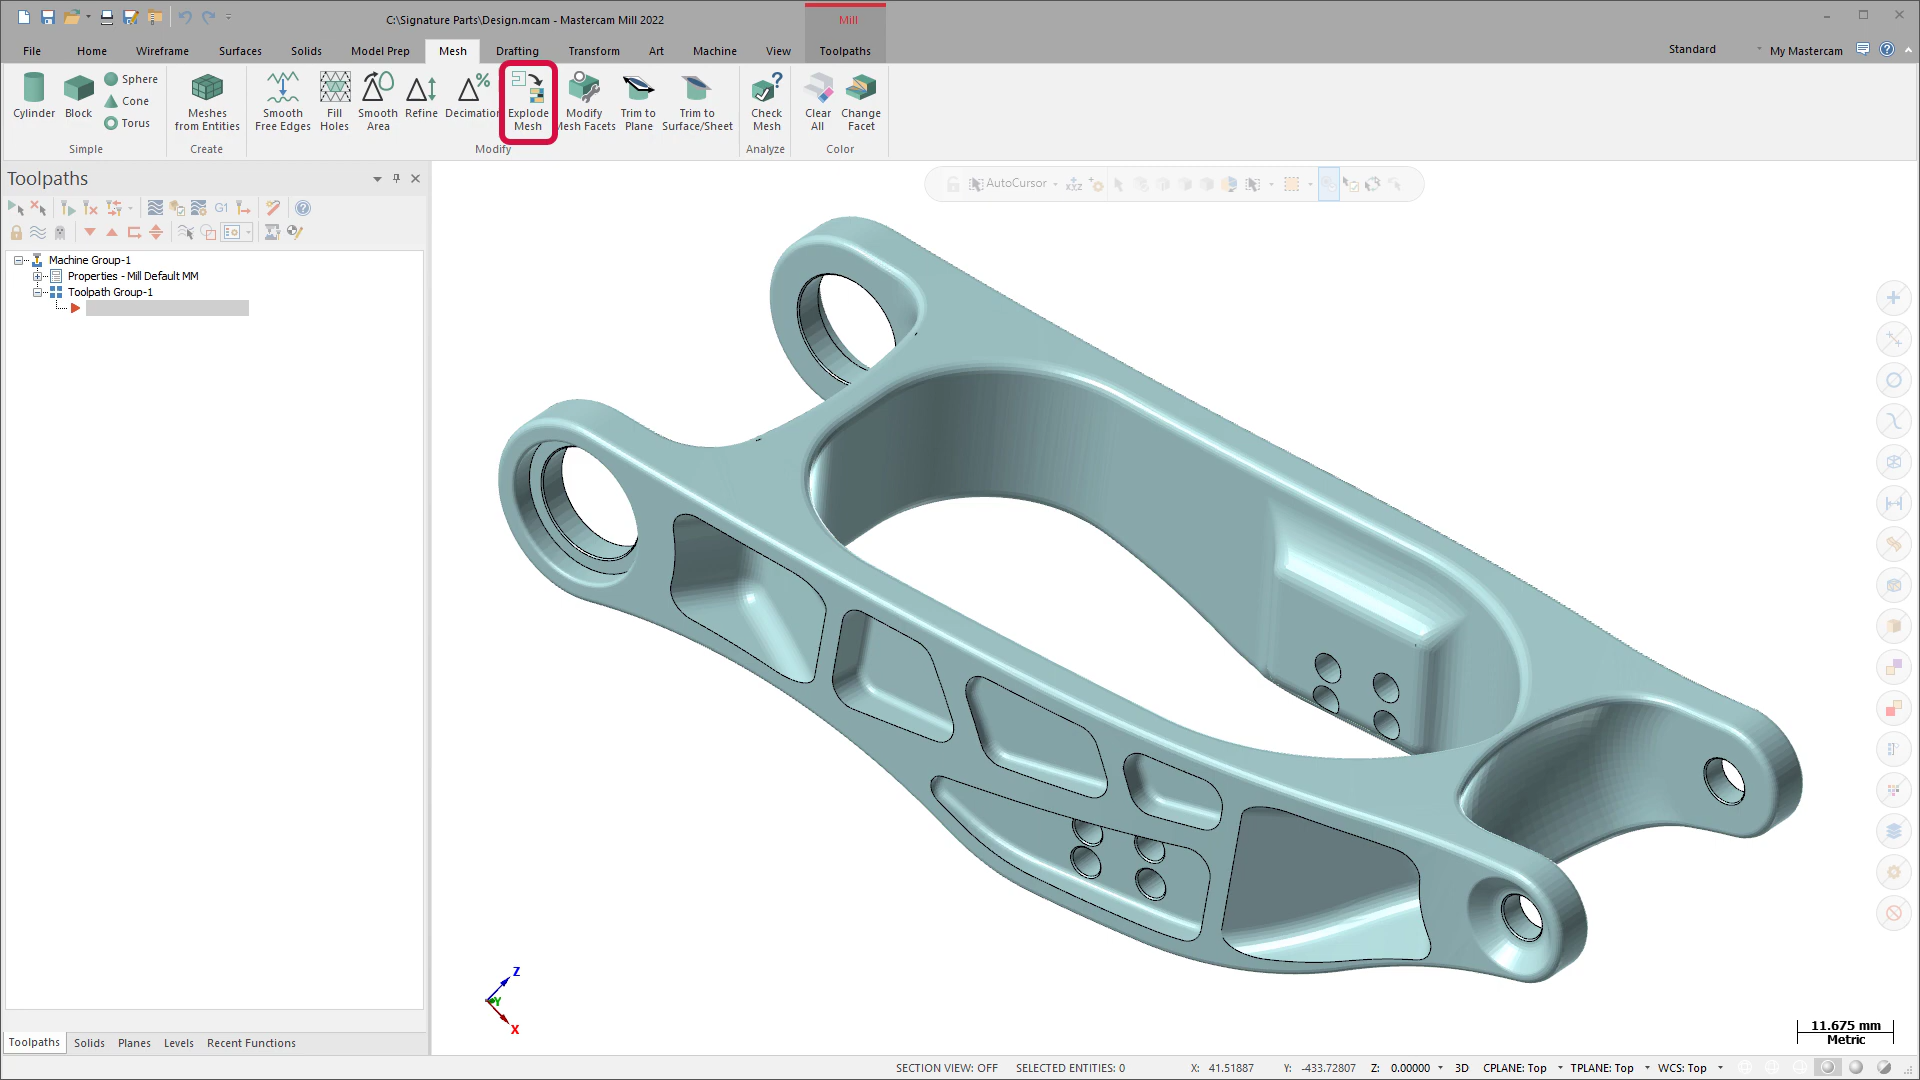 C:\Signature Parts\Design.mcam - Mastercam Mill 2022
Mill
File Home Wireframe Surfaces Solids Model Prep Mesh Drafting Transform Art Machine View Toolpaths
Standard My Mastercam
Cylinder Block Sphere Cone Torus
Simple
Meshes from Entities
Create
Smooth Free Edges
Fill Holes
Smooth Area
Refine
Decimation
Explode Mesh
Modify Mesh Facets
Trim to Plane
Trim to Surface/Sheet
Modify
Check Mesh
Analyze
Clear All
Change Facet
Color
Toolpaths
AutoCursor
xyz
G1
Machine Group-1
Properties - Mill Default MM
Toolpath Group-1
Z
Y
X
11.675 mm
Metric
Toolpaths Solids Planes Levels Recent Functions
SECTION VIEW: OFF SELECTED ENTITIES: 0 X: 41.51887 Y: -433.72807 Z: 0.00000 3D CPLANE: Top TPLANE: Top WCS: Top